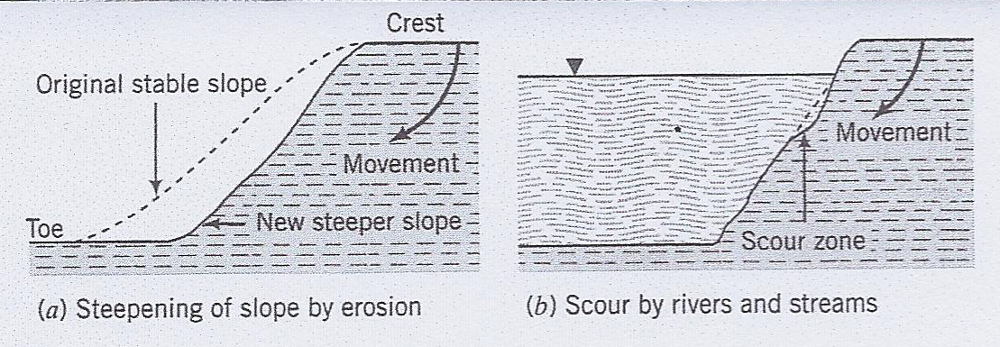 Crest
Original stable slope
Movement
Toe
New steeper slope
(a) Steepening of slope by erosion
Movement
Scour zone
(b) Scour by rivers and streams